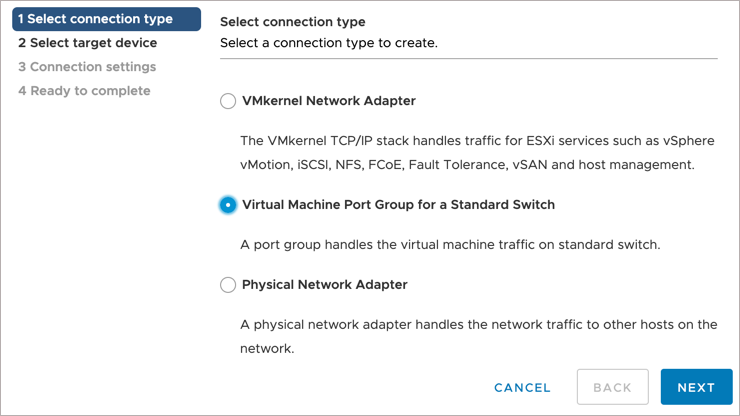 1 Select connection type
2 Select target device
3 Connection settings
4 Ready to complete
Select connection type
Select a connection type to create.
VMkernel Network Adapter
The VMkernel TCP/IP stack handles traffic for ESXi services such as vSphere
vMotion, iSCSI, NFS, FCoE, Fault Tolerance, vSAN and host management.
Virtual Machine Port Group for a Standard Switch
A port group handles the virtual machine traffic on standard switch.
Physical Network Adapter
A physical network adapter handles the network traffic to other hosts on the
network.
CANCEL
BACK
NEXT